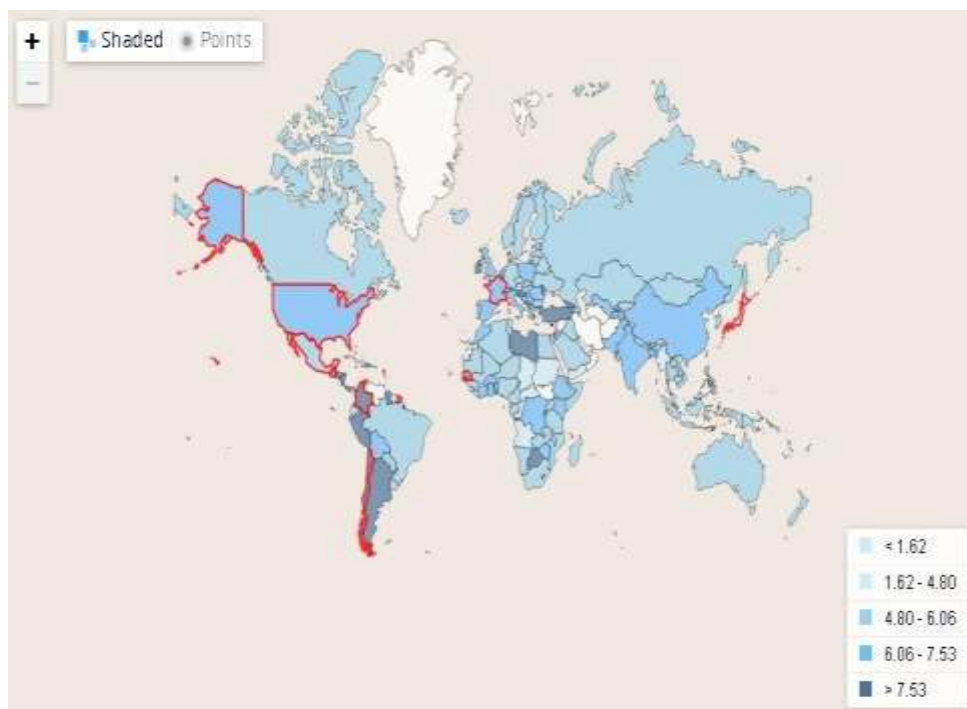 +
Shaded Points
−
< 1.62
1.62 - 4.80
4.80 - 6.06
6.06 - 7.53
> 7.53